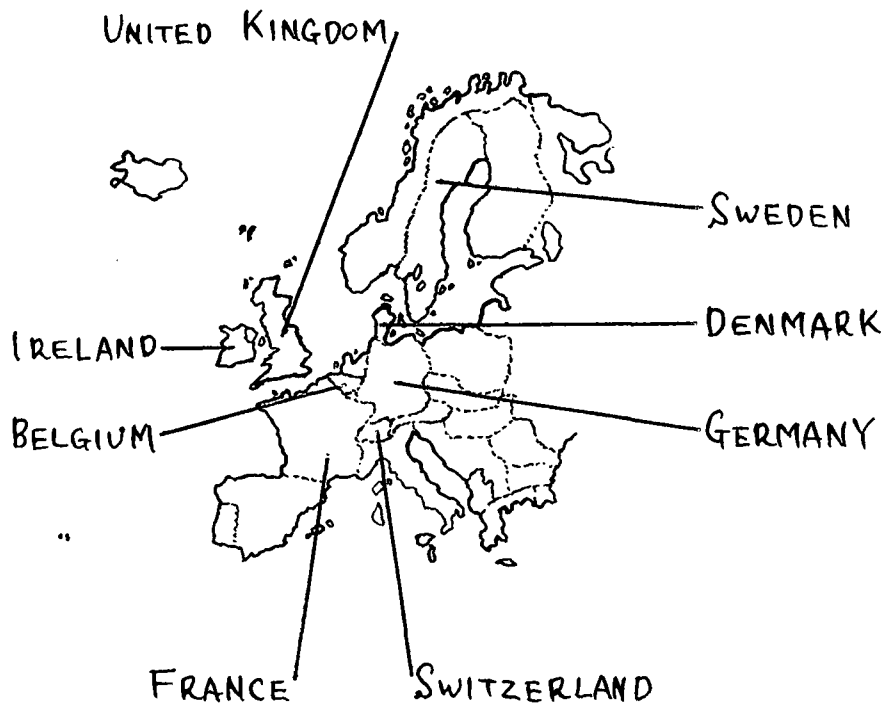 UNITED KINGDOM
SWEDEN
DENMARK
IRELAND
BELGIUM
GERMANY
FRANCE
SWITZERLAND